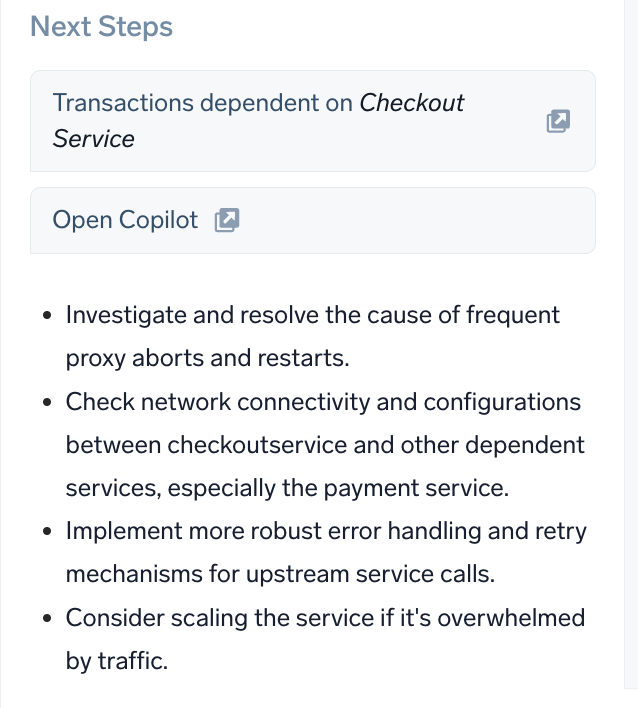 Next Steps
Transactions dependent on Checkout
Service
Open Copilot
• Investigate and resolve the cause of frequent
proxy aborts and restarts.
• Check network connectivity and configurations
between checkoutservice and other dependent
services, especially the payment service.
• Implement more robust error handling and retry
mechanisms for upstream service calls.
• Consider scaling the service if it's overwhelmed
by traffic.